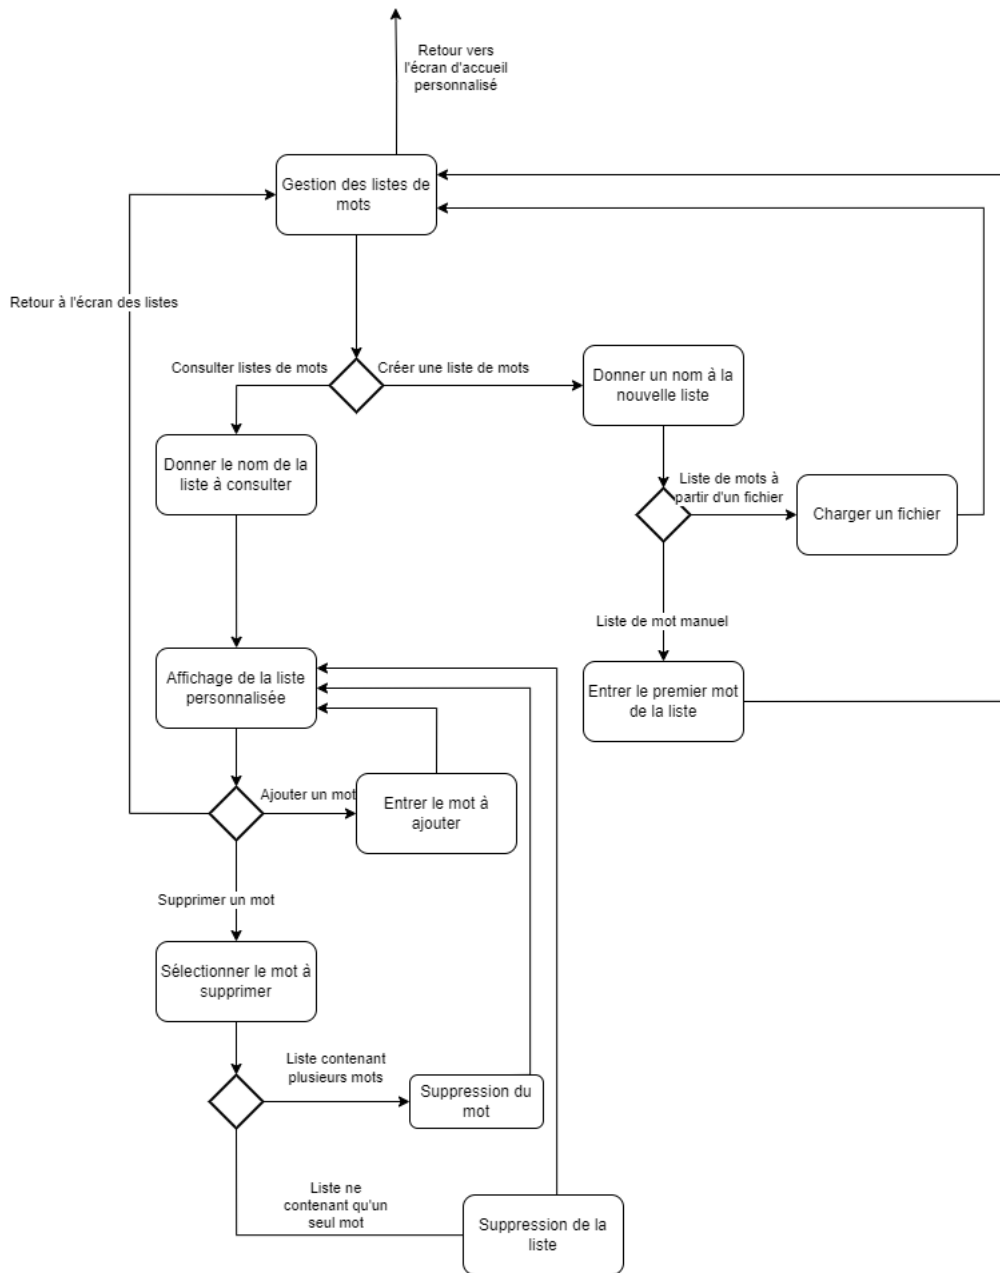 Retour vers
l'écran d'accueil
personnalisé
Gestion des listes de
mots
Retour à l'écran des listes
Consulter listes de mots
Créer une liste de mots
Donner un nom à la
nouvelle liste
Donner le nom de la
liste à consulter
Liste de mots à
partir d'un fichier
Charger un fichier
Liste de mot manuel
Affichage de la liste
personnalisée
Entrer le premier mot
de la liste
Ajouter un mot
Entrer le mot à
ajouter
Supprimer un mot
Sélectionner le mot à
supprimer
Liste contenant
plusieurs mots
Suppression du
mot
Liste ne
contenant qu'un
seul mot
Suppression de la
liste